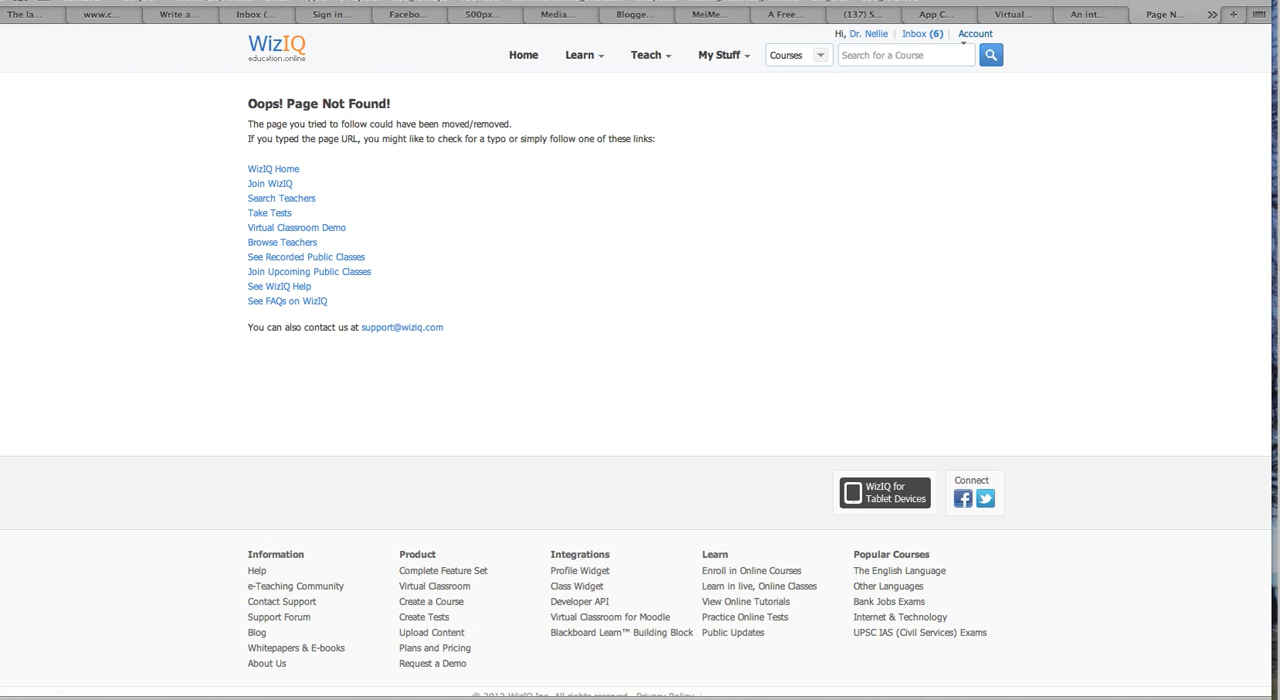 The la... www.c... Write a... Inbox (... Sign in... Facebo... 500px... Media... Blogge... MeiMe... A Free... (137) S... App C... Virtual... An int... Page N...
Hi, Dr. Nellie | Inbox (6) | Account
WizIQ
education.online
Home Learn Teach My Stuff Courses Search for a Course
Oops! Page Not Found!
The page you tried to follow could have been moved/removed.
If you typed the page URL, you might like to check for a typo or simply follow one of these links:
WizIQ Home
Join WizIQ
Search Teachers
Take Tests
Virtual Classroom Demo
Browse Teachers
See Recorded Public Classes
Join Upcoming Public Classes
See WizIQ Help
See FAQs on WizIQ
You can also contact us at support@wiziq.com
WizIQ for
Tablet Devices
Connect
Information
Help
e-Teaching Community
Contact Support
Support Forum
Blog
Whitepapers & E-books
About Us
Product
Complete Feature Set
Virtual Classroom
Create a Course
Create Tests
Upload Content
Plans and Pricing
Request a Demo
Integrations
Profile Widget
Class Widget
Developer API
Virtual Classroom for Moodle
Blackboard Learn™ Building Block
Learn
Enroll in Online Courses
Learn in live, Online Classes
View Online Tutorials
Practice Online Tests
Public Updates
Popular Courses
The English Language
Other Languages
Bank Jobs Exams
Internet & Technology
UPSC IAS (Civil Services) Exams
© 2012 WizIQ Inc. All rights reserved. Privacy Policy